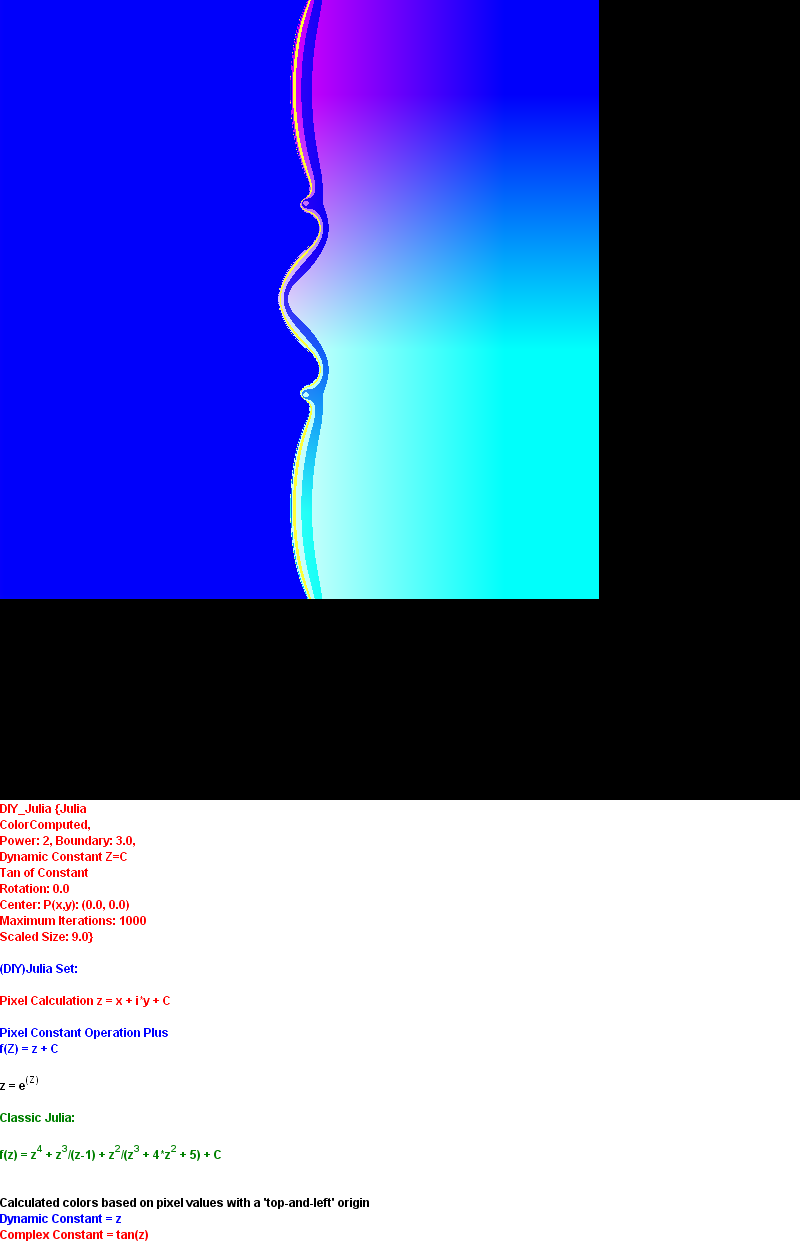 DIY_Julia {Julia
ColorComputed,
Power: 2, Boundary: 3.0,
Dynamic Constant Z=C
Tan of Constant
Rotation: 0.0
Center: P(x,y): (0.0, 0.0)
Maximum Iterations: 1000
Scaled Size: 9.0}
(DIY)Julia Set:
Pixel Calculation z = x + i*y + C
Pixel Constant Operation Plus
f(Z) = z + C
z = e^(Z)
Classic Julia:
f(z) = z^4 + z^3/(z-1) + z^2/(z^3 + 4*z^2 + 5) + C
Calculated colors based on pixel values with a 'top-and-left' origin
Dynamic Constant = z
Complex Constant = tan(z)